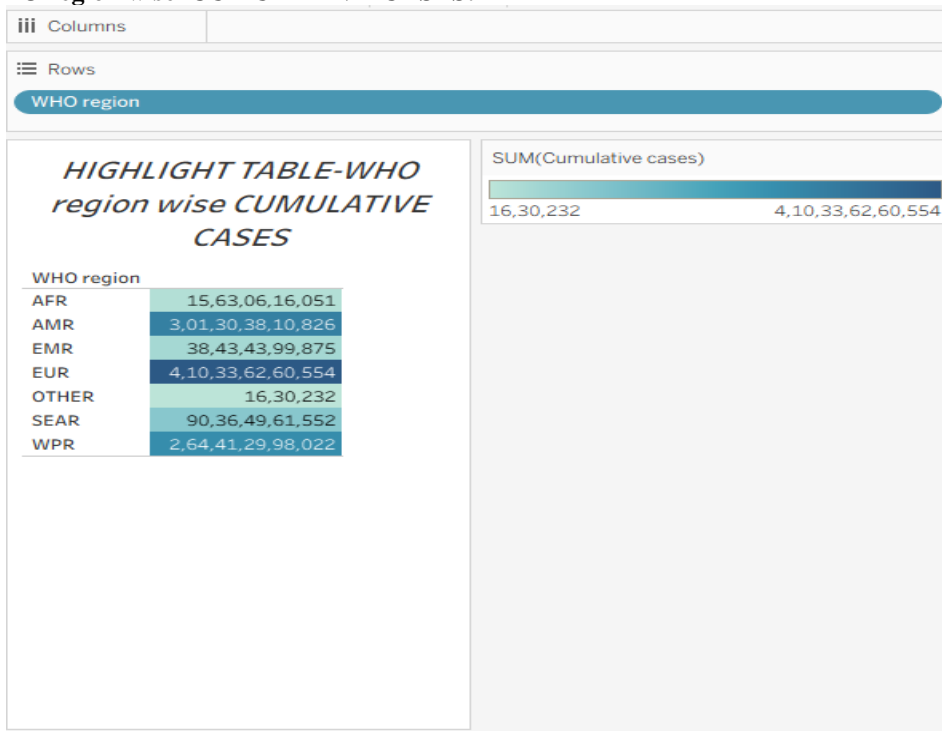 Columns
Rows
WHO region
HIGHLIGHT TABLE-WHO
region wise CUMULATIVE
CASES
WHO region
AFR 15,63,06,16,051
AMR 3,01,30,38,10,826
EMR 38,43,43,99,875
EUR 4,10,33,62,60,554
OTHER 16,30,232
SEAR 90,36,49,61,552
WPR 2,64,41,29,98,022
SUM(Cumulative cases)
16,30,232 4,10,33,62,60,554